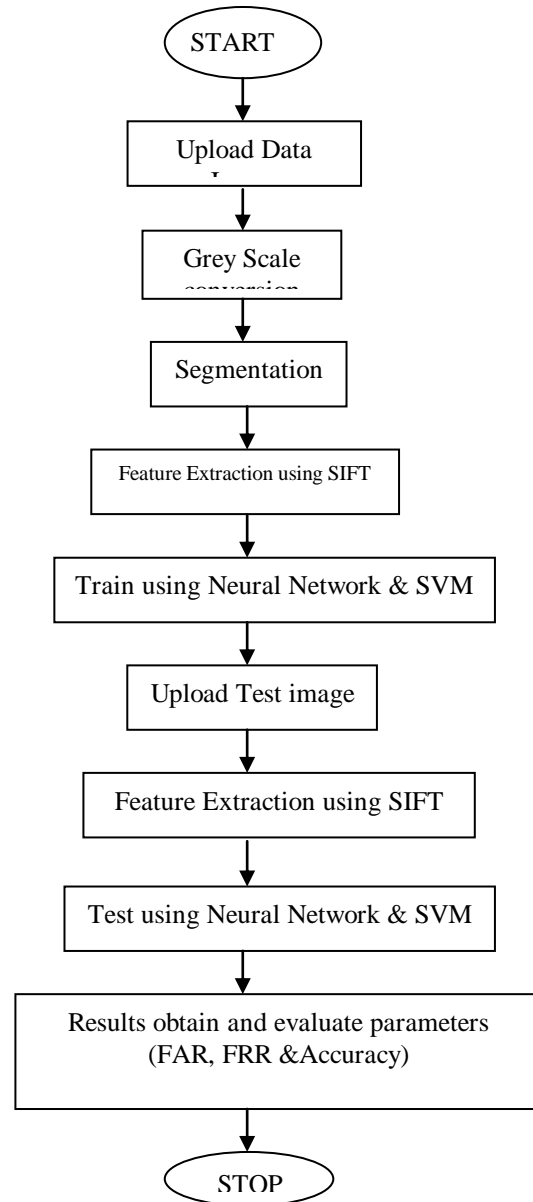 START
Upload Data
Grey Scale
conversion
Segmentation
Feature Extraction using SIFT
Train using Neural Network & SVM
Upload Test image
Feature Extraction using SIFT
Test using Neural Network & SVM
Results obtain and evaluate parameters
(FAR, FRR &Accuracy)
STOP